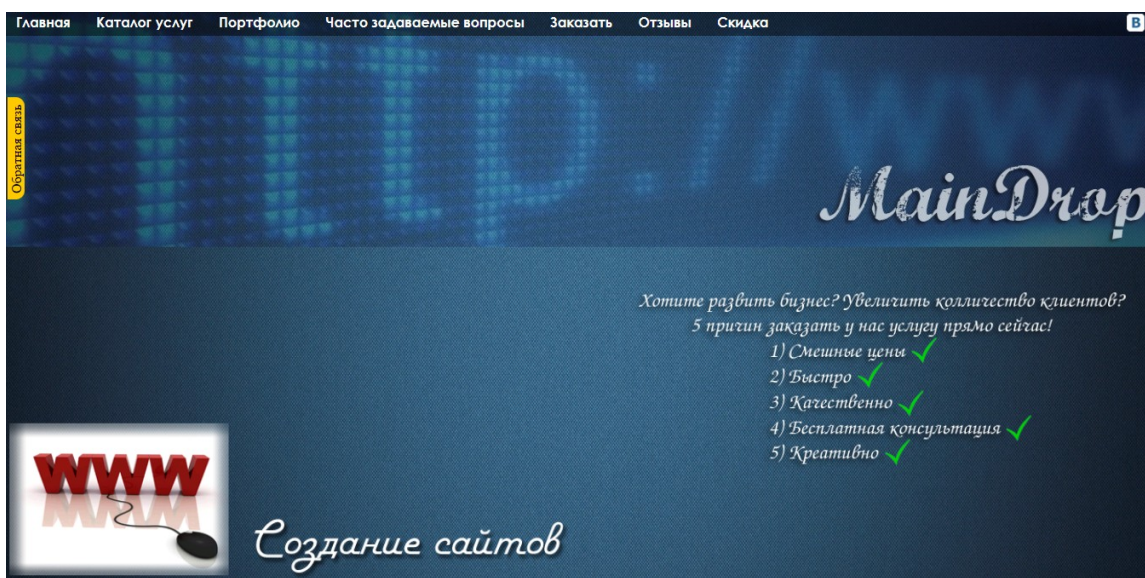 Главная Каталог услуг Портфолио Часто задаваемые вопросы Заказать Отзывы Скидка B
http://www
Обратная связь
MainDrop
Хотите развить бизнес? Увеличить колличество клиентов?
5 причин заказать у нас услугу прямо сейчас!
1) Смешные цены
2) Быстро
3) Качественно
4) Бесплатная консультация
5) Креативно
WWW
Создание сайтов